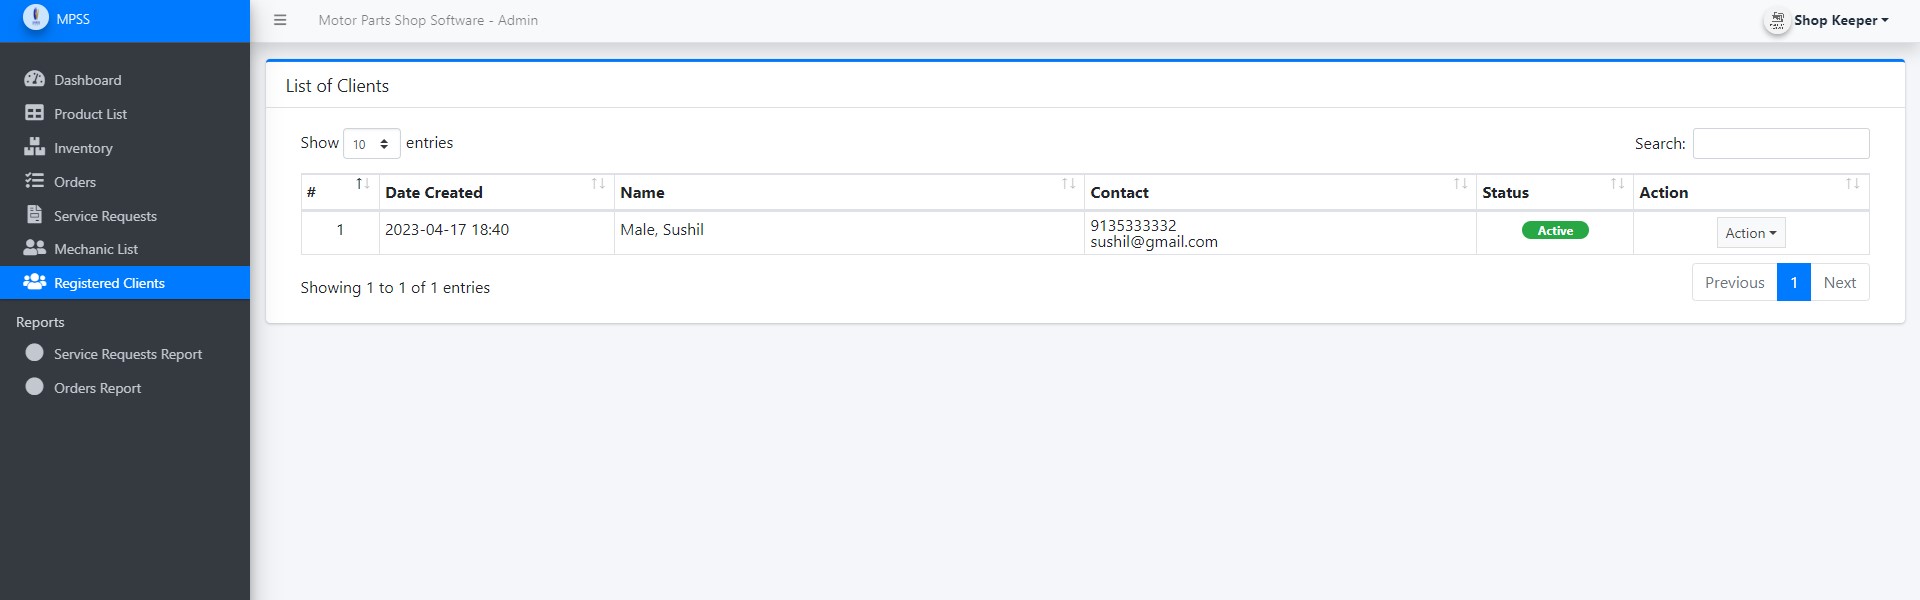 MPSS
Motor Parts Shop Software - Admin
Shop Keeper
Dashboard
Product List
Inventory
Orders
Service Requests
Mechanic List
Registered Clients
Reports
Service Requests Report
Orders Report
List of Clients
Show 10 entries
Search:
# Date Created Name Contact Status Action
1 2023-04-17 18:40 Male, Sushil 9135333332 Active Action
sushil@gmail.com
Showing 1 to 1 of 1 entries
Previous 1 Next